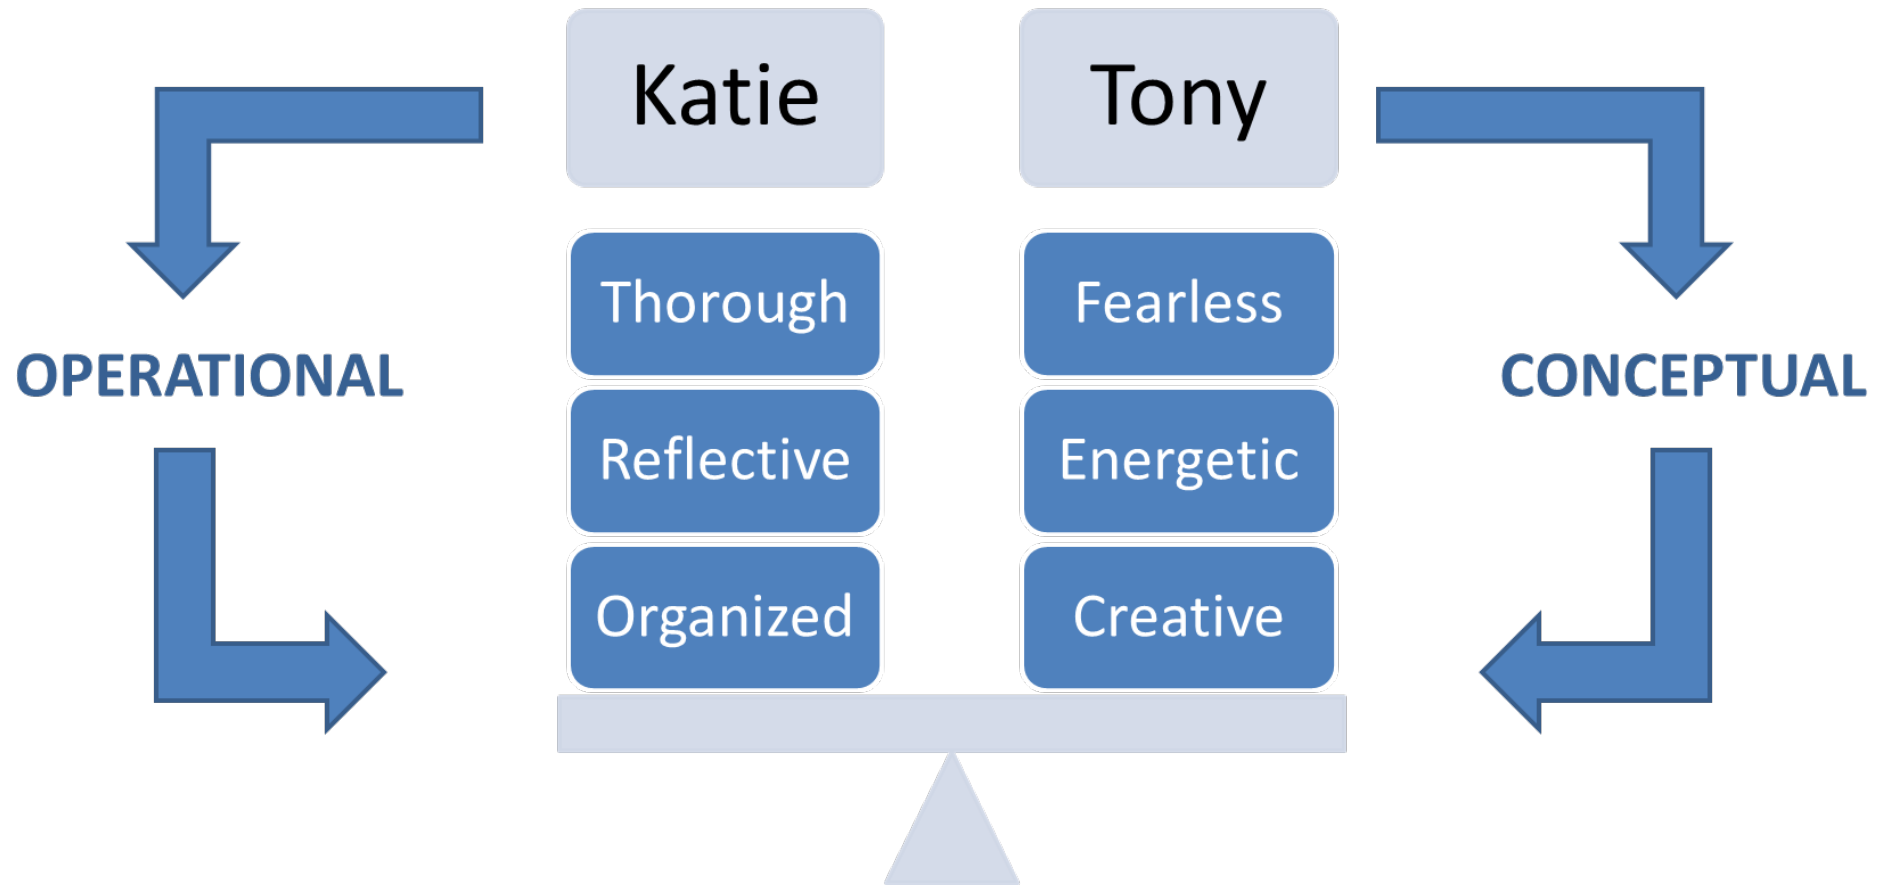 Katie
Tony
OPERATIONAL
Thorough
Reflective
Organized
Fearless
Energetic
Creative
CONCEPTUAL